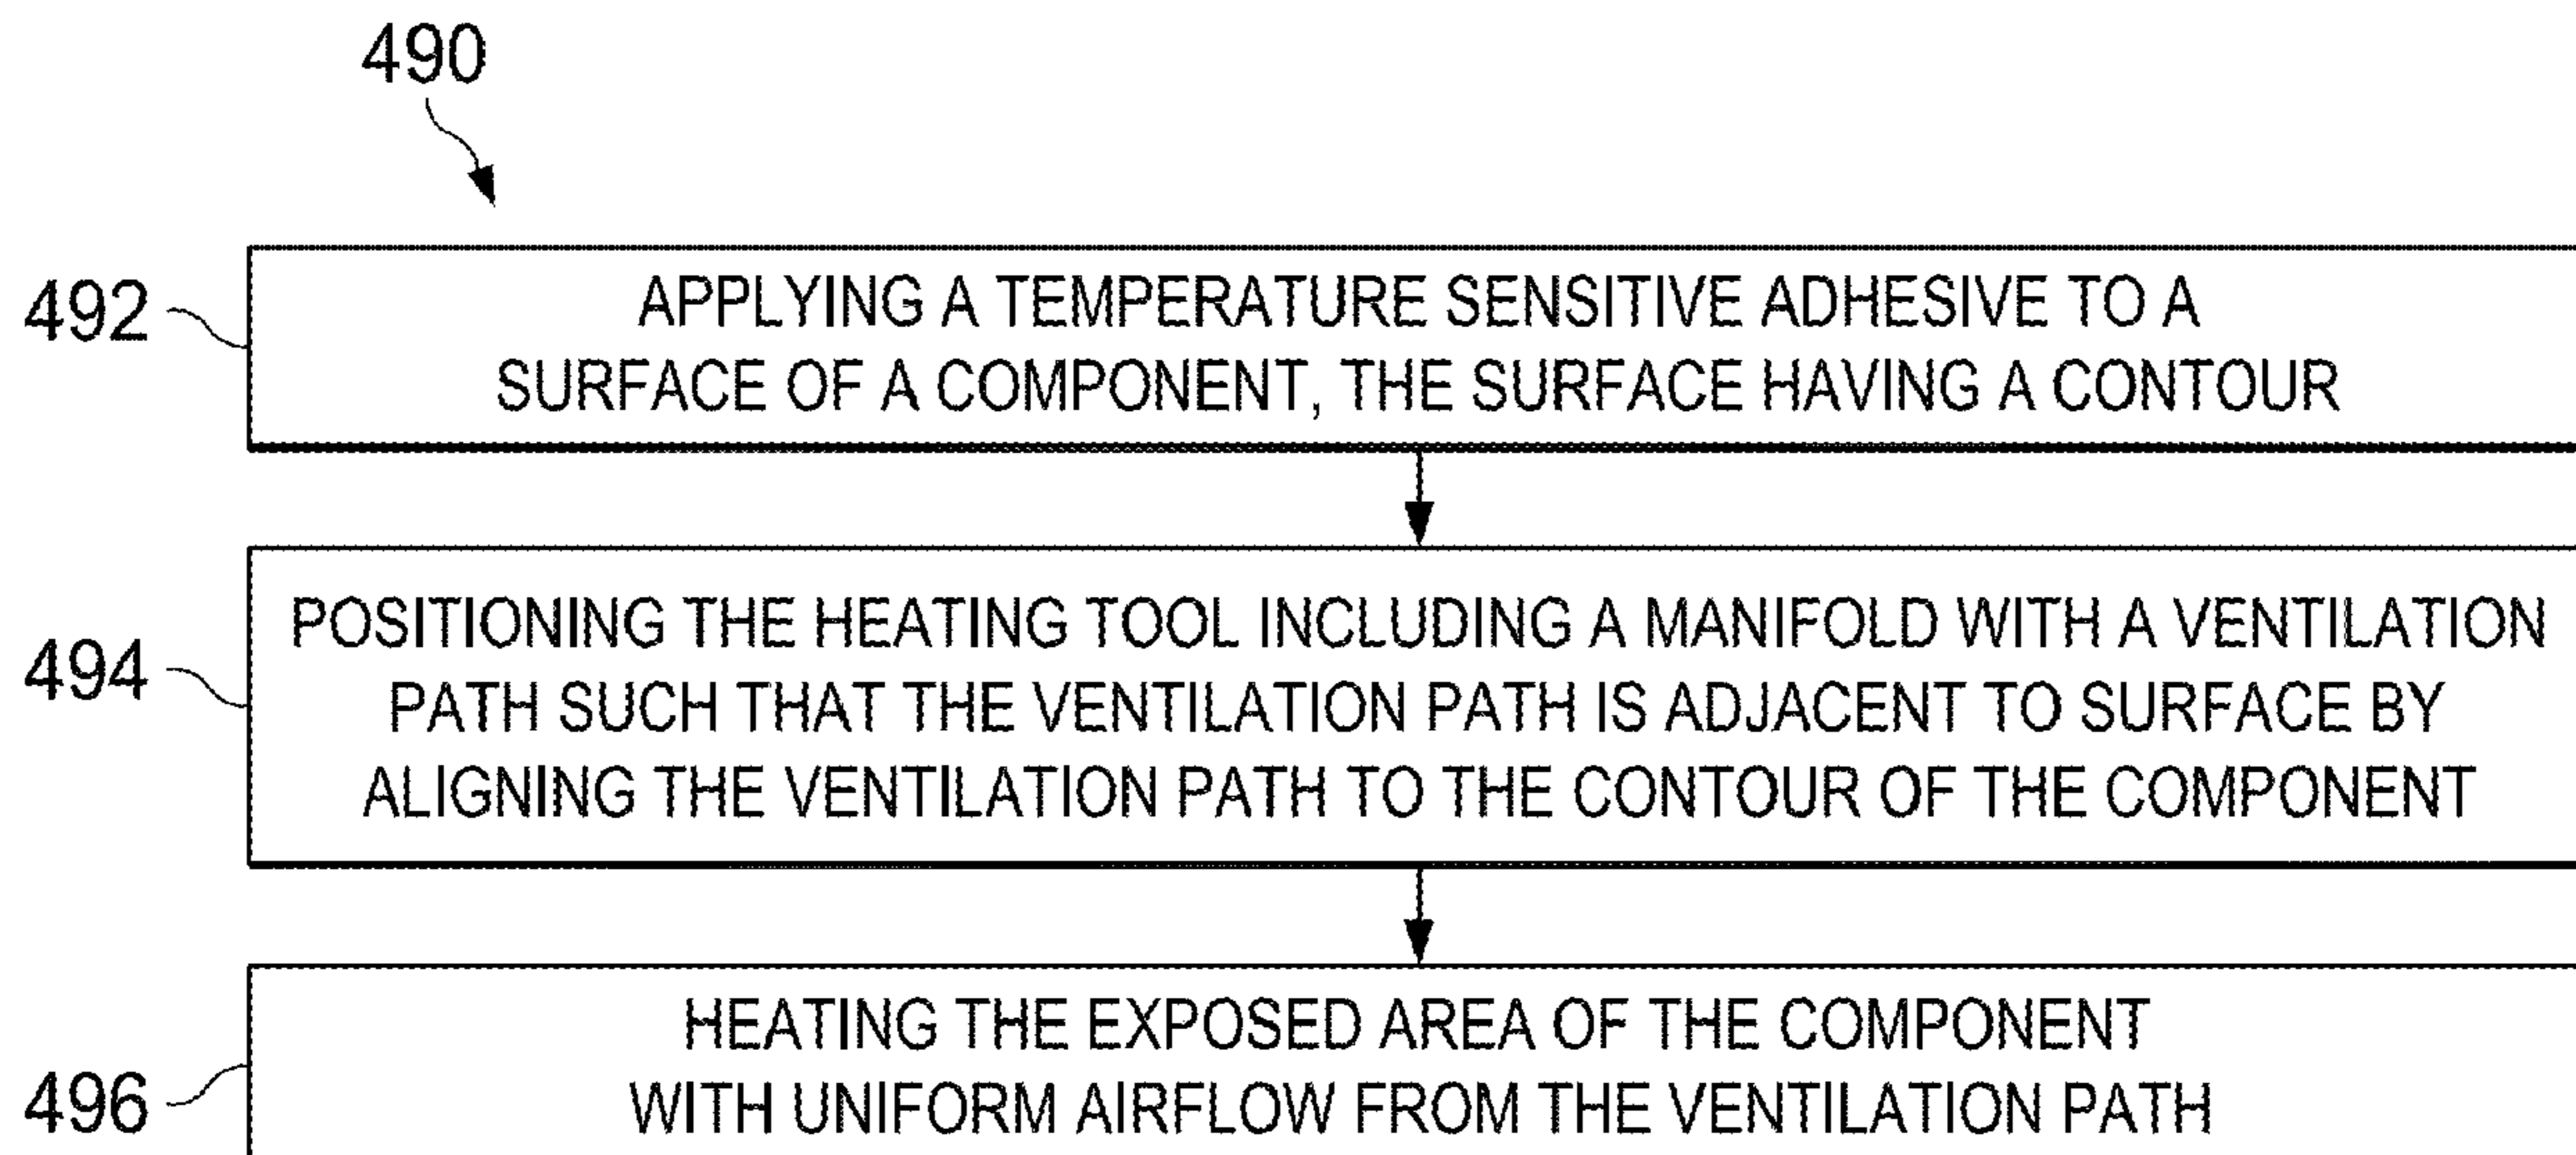 490
492
APPLYING A TEMPERATURE SENSITIVE ADHESIVE TO A
SURFACE OF A COMPONENT, THE SURFACE HAVING A CONTOUR
494
POSITIONING THE HEATING TOOL INCLUDING A MANIFOLD WITH A VENTILATION
PATH SUCH THAT THE VENTILATION PATH IS ADJACENT TO SURFACE BY
ALIGNING THE VENTILATION PATH TO THE CONTOUR OF THE COMPONENT
496
HEATING THE EXPOSED AREA OF THE COMPONENT
WITH UNIFORM AIRFLOW FROM THE VENTILATION PATH